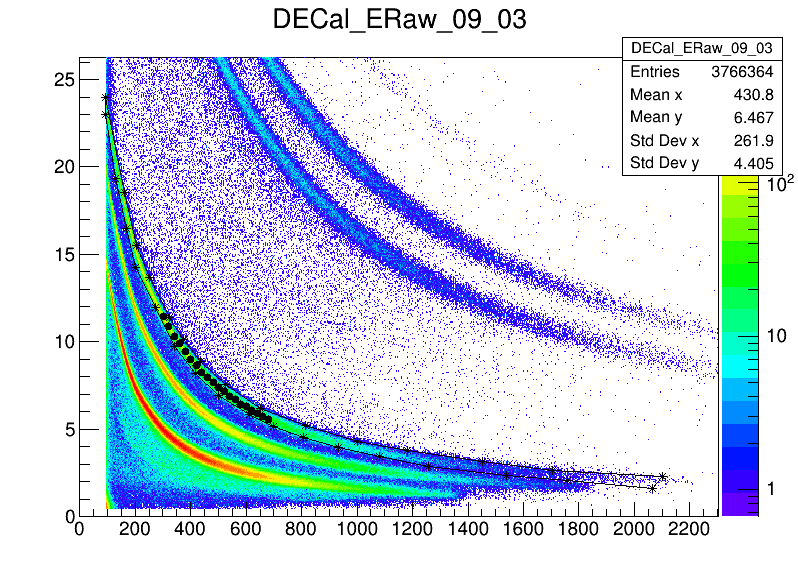 DECal_ERaw_09_03
DECal_ERaw_09_03
Entries 3766364
Mean x 430.8
Mean y 6.467
Std Dev x 261.9
Std Dev y 4.405
25
20
15
10
5
0
0 200 400 600 800 1000 1200 1400 1600 1800 2000 2200
10²
10
1